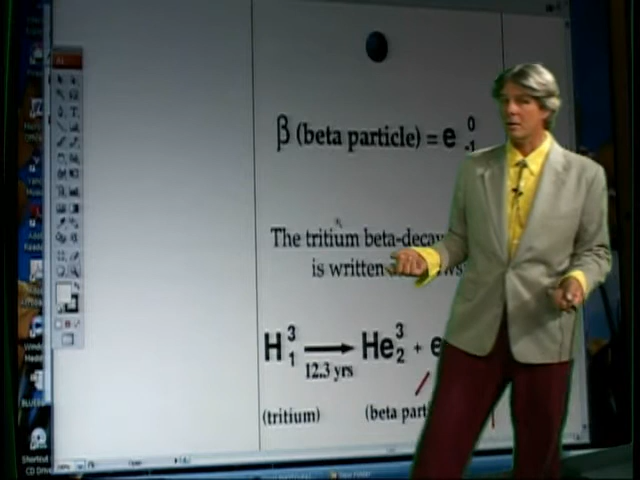 β (beta particle) = e 0 -1
The tritium beta-decay
is written
H 3 1 → He 3 2 + e
12.3 yrs
(tritium) (beta part